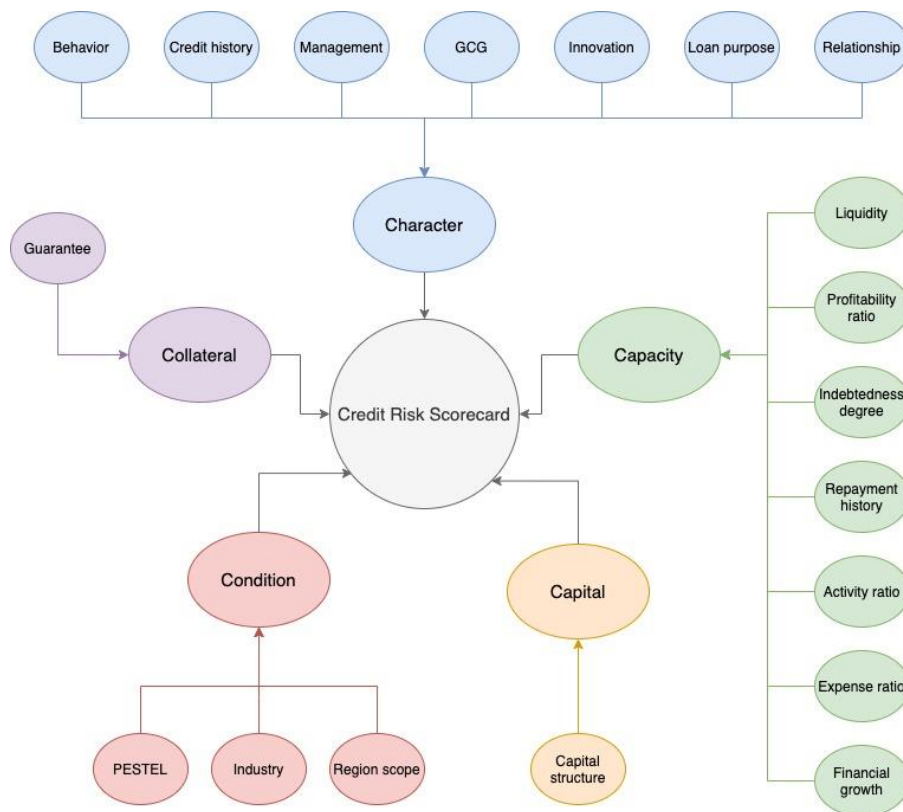 Behavior
Credit history
Management
GCG
Innovation
Loan purpose
Relationship
Character
Liquidity
Guarantee
Profitability
ratio
Collateral
Capacity
Indebtedness
degree
Credit Risk Scorecard
Repayment
history
Condition
Capital
Activity ratio
Expense ratio
PESTEL
Industry
Region scope
Capital
structure
Financial
growth